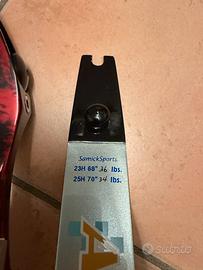 SamickSports
23H 68" 36 lbs.
25H 70" 34 lbs.
subito